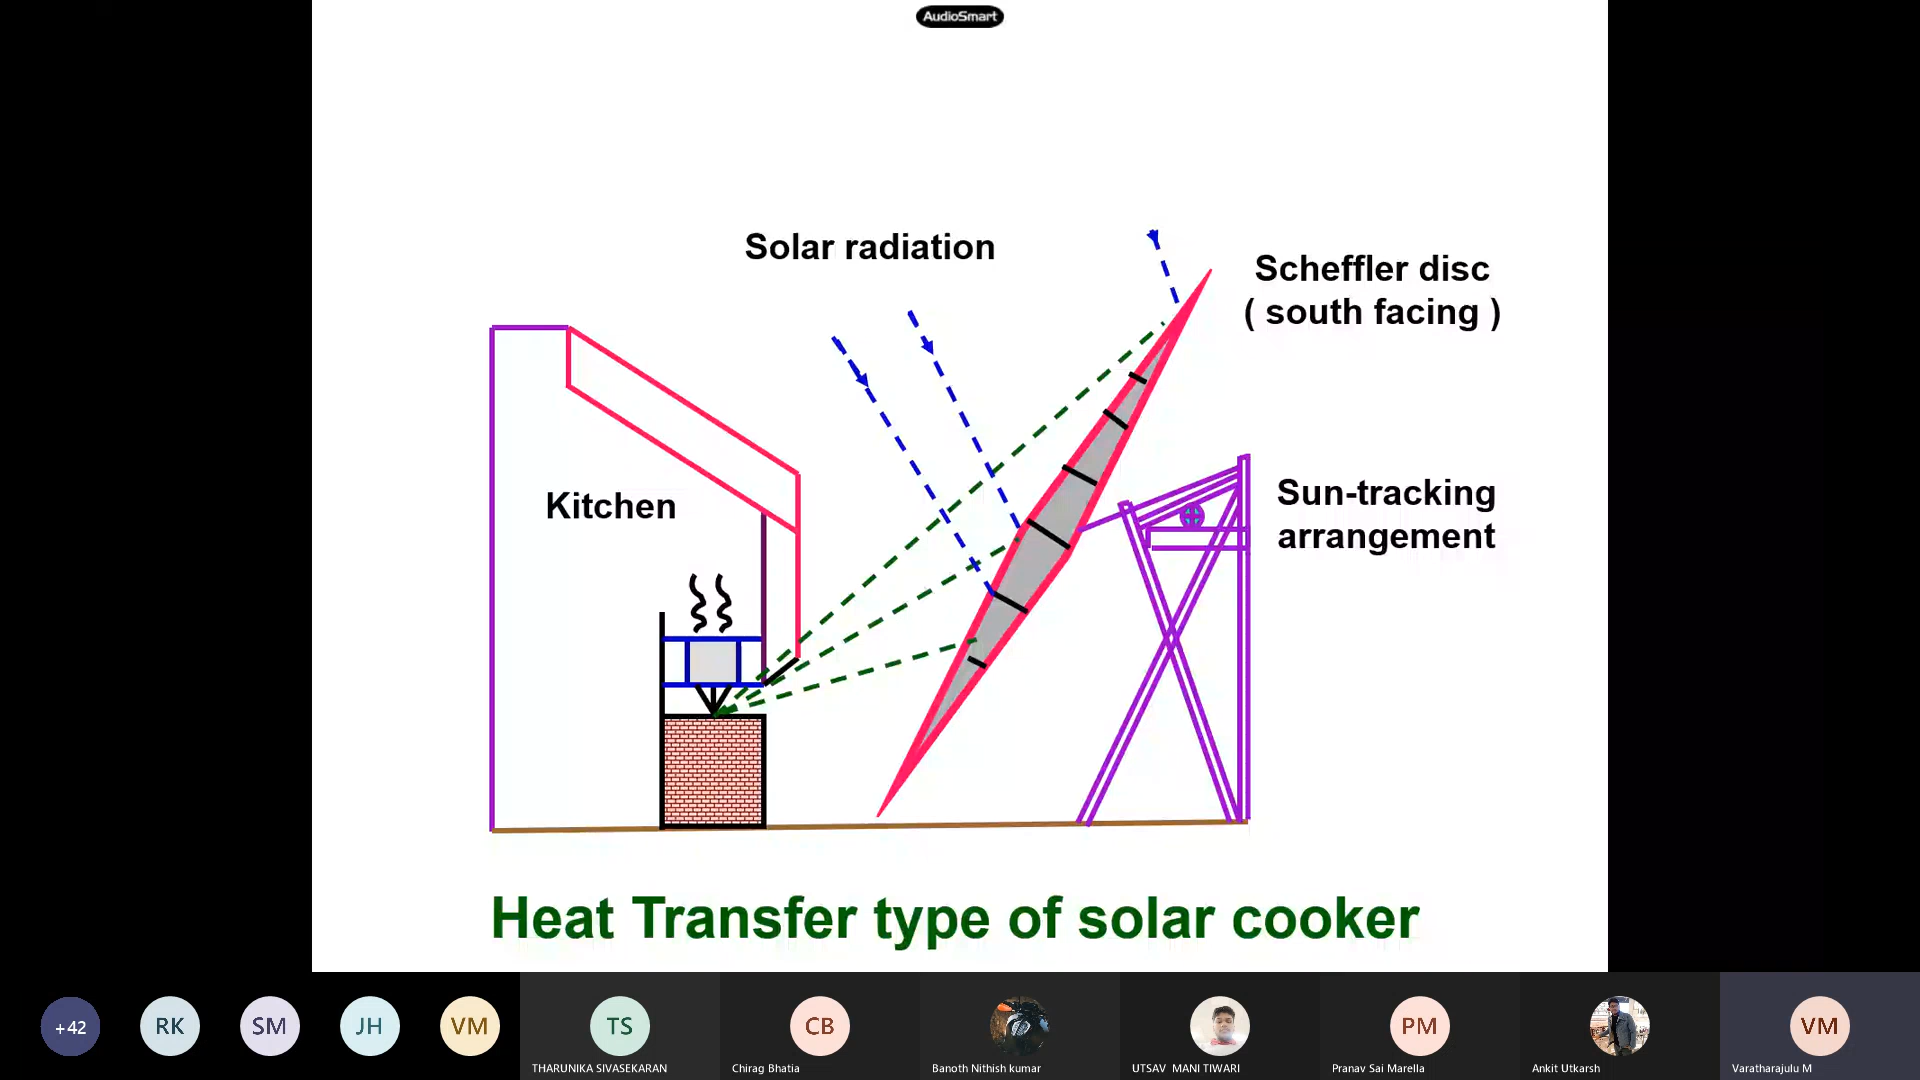 AudioSmart
Solar radiation
Scheffler disc
( south facing )
Kitchen
Sun-tracking
arrangement
Heat Transfer type of solar cooker
+42
RK
SM
JH
VM
TS
CB
PM
VM
THARUNIKA SIVASEKARAN
Chirag Bhatia
Banoth Nithish kumar
UTSAV MANI TIWARI
Pranav Sai Marella
Ankit Utkarsh
Varatharajulu M